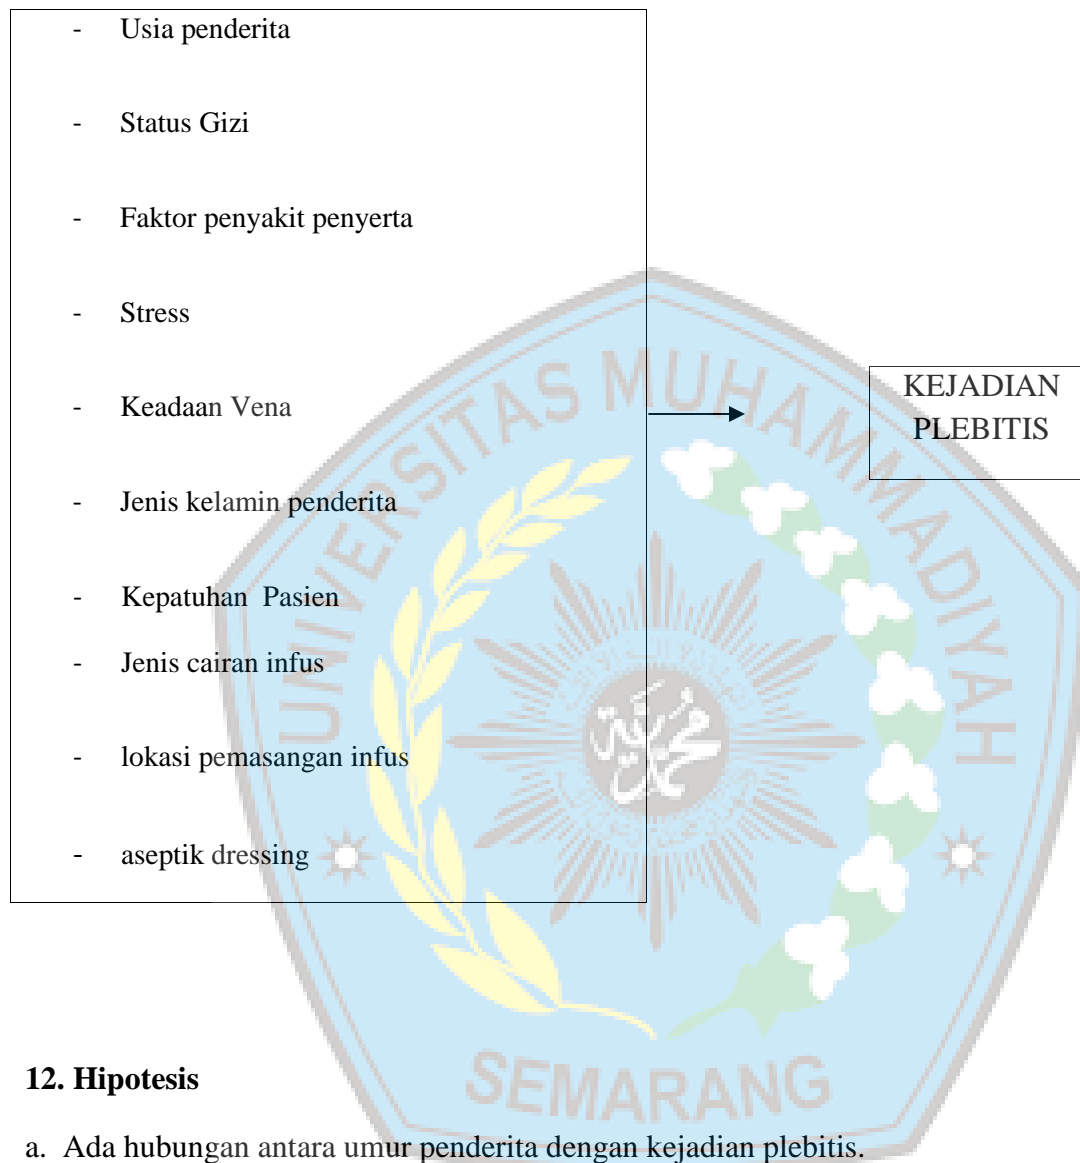 - Usia penderita
- Status Gizi
- Faktor penyakit penyerta
- Stress
- Keadaan Vena
- Jenis kelamin penderita
- Kepatuhan Pasien
- Jenis cairan infus
- lokasi pemasangan infus
- aseptik dressing
KEJADIAN
PLEBITIS
UNIVERSITAS MUHAMMADIYAH
SEMARANG
12. Hipotesis
a. Ada hubungan antara umur penderita dengan kejadian plebitis.